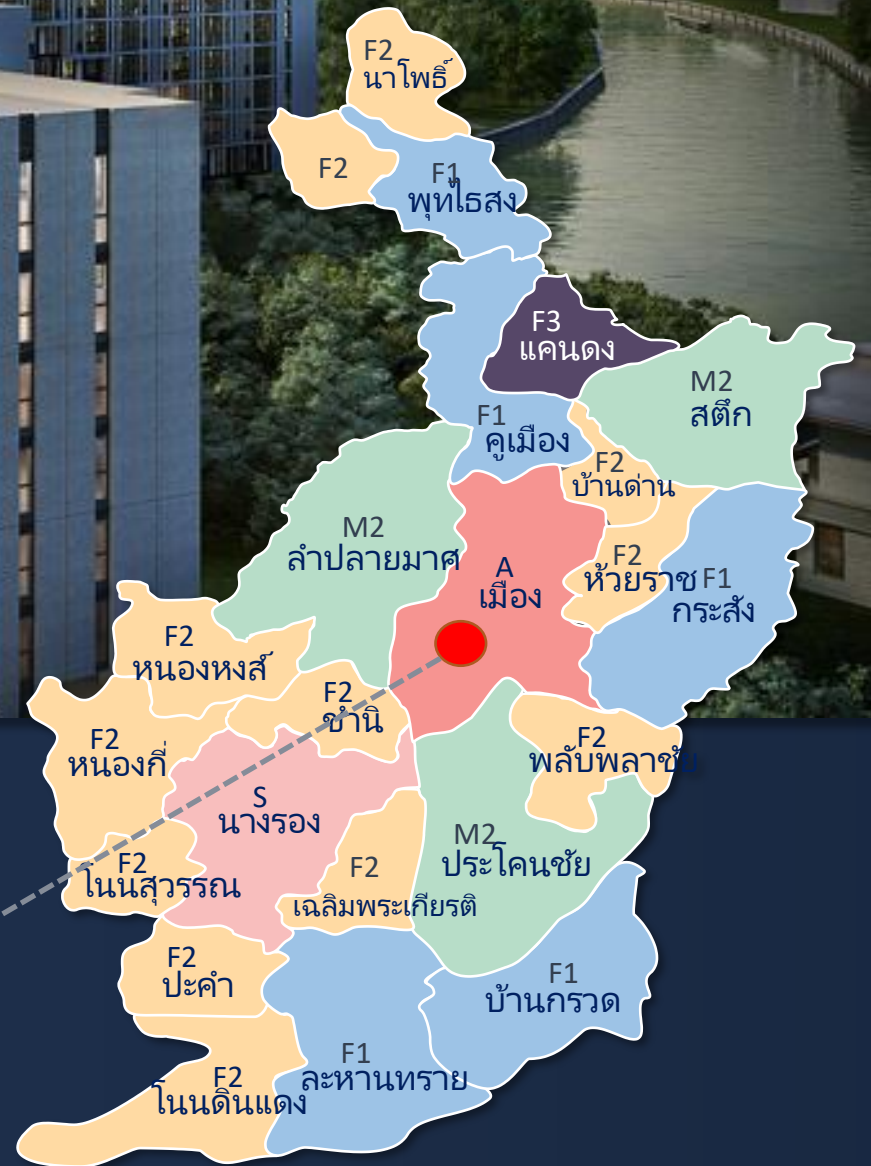 F2
นาโพธิ์
F2
F1
พุทไธสง
F3
แคนดง
M2
สตึก
F1
คูเมือง
F2
บ้านด่าน
M2
ลำปลายมาศ
A
เมือง
F2
ห้วยราช
F1
กระสัง
F2
หนองหงส์
F2
ชำนิ
F2
หนองกี่
F2
พลับพลาชัย
S
นางรอง
M2
ประโคนชัย
F2
โนนสุวรรณ
F2
เฉลิมพระเกียรติ
F2
ปะคำ
F1
บ้านกรวด
F1
ละหานทราย
F2
โนนดินแดง